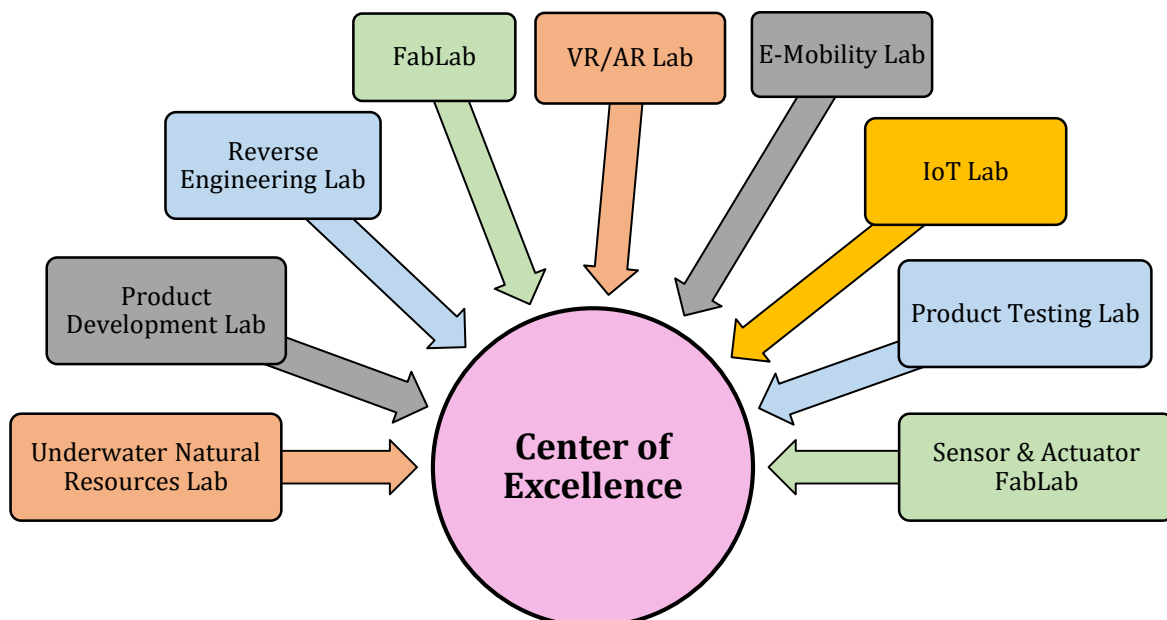 FabLab
VR/AR Lab
E-Mobility Lab
Reverse
Engineering Lab
IoT Lab
Product
Development Lab
Product Testing Lab
Underwater Natural
Resources Lab
Center of
Excellence
Sensor & Actuator
FabLab